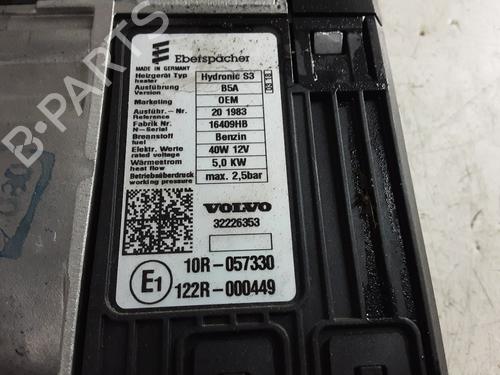 B-PARTS
Eberspächer
MADE IN GERMANY
Heizgerät Typ Hydronic S3
heater
Ausführung B5A
Version
Marketing OEM
Ausführ.-Nr 20 1983
Reference
Fabrik Nr. 16409HB
N-Serial
Brennstoff Benzin
fuel
Elektr. Werte 40W 12V
rated voltage
Wärmestrom 5,0 KW
heat flow
Betriebsüberdruck max. 2,5bar
working pressure
VOLVO
32226353
E1
10R-057330
122R-000449